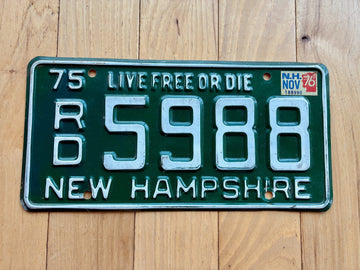 75 LIVE FREE OR DIE
N.H.
NOV 76
RD 5988
NEW HAMPSHIRE